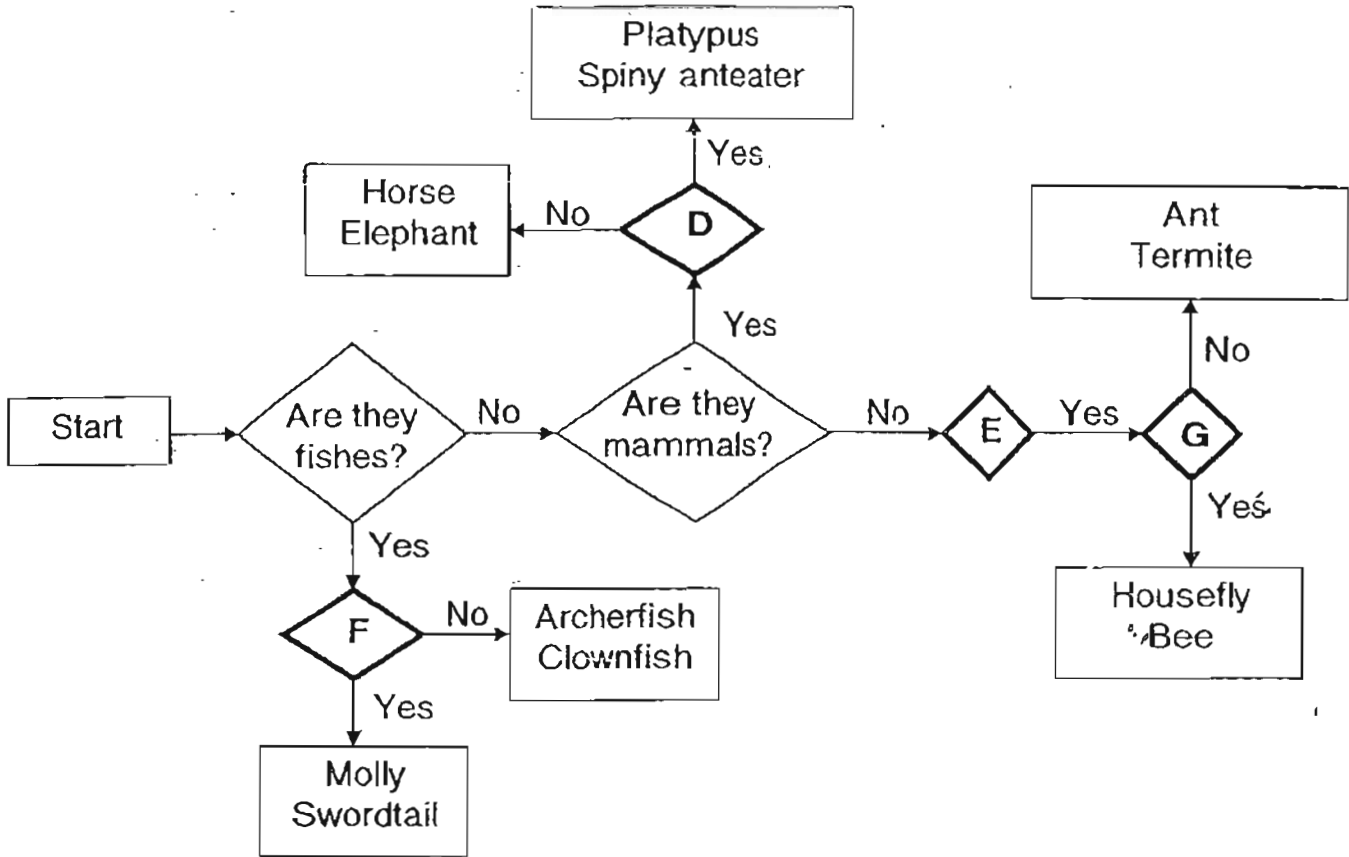 Platypus
Spiny anteater
Yes
Horse
Elephant
No
D
Ant
Termite
Yes
No
Start
Are they
fishes?
No
Are they
mammals?
No
E
Yes
G
Yes
Yes
F
No
Archerfish
Clownfish
Housefly
Bee
Yes
Molly
Swordtail